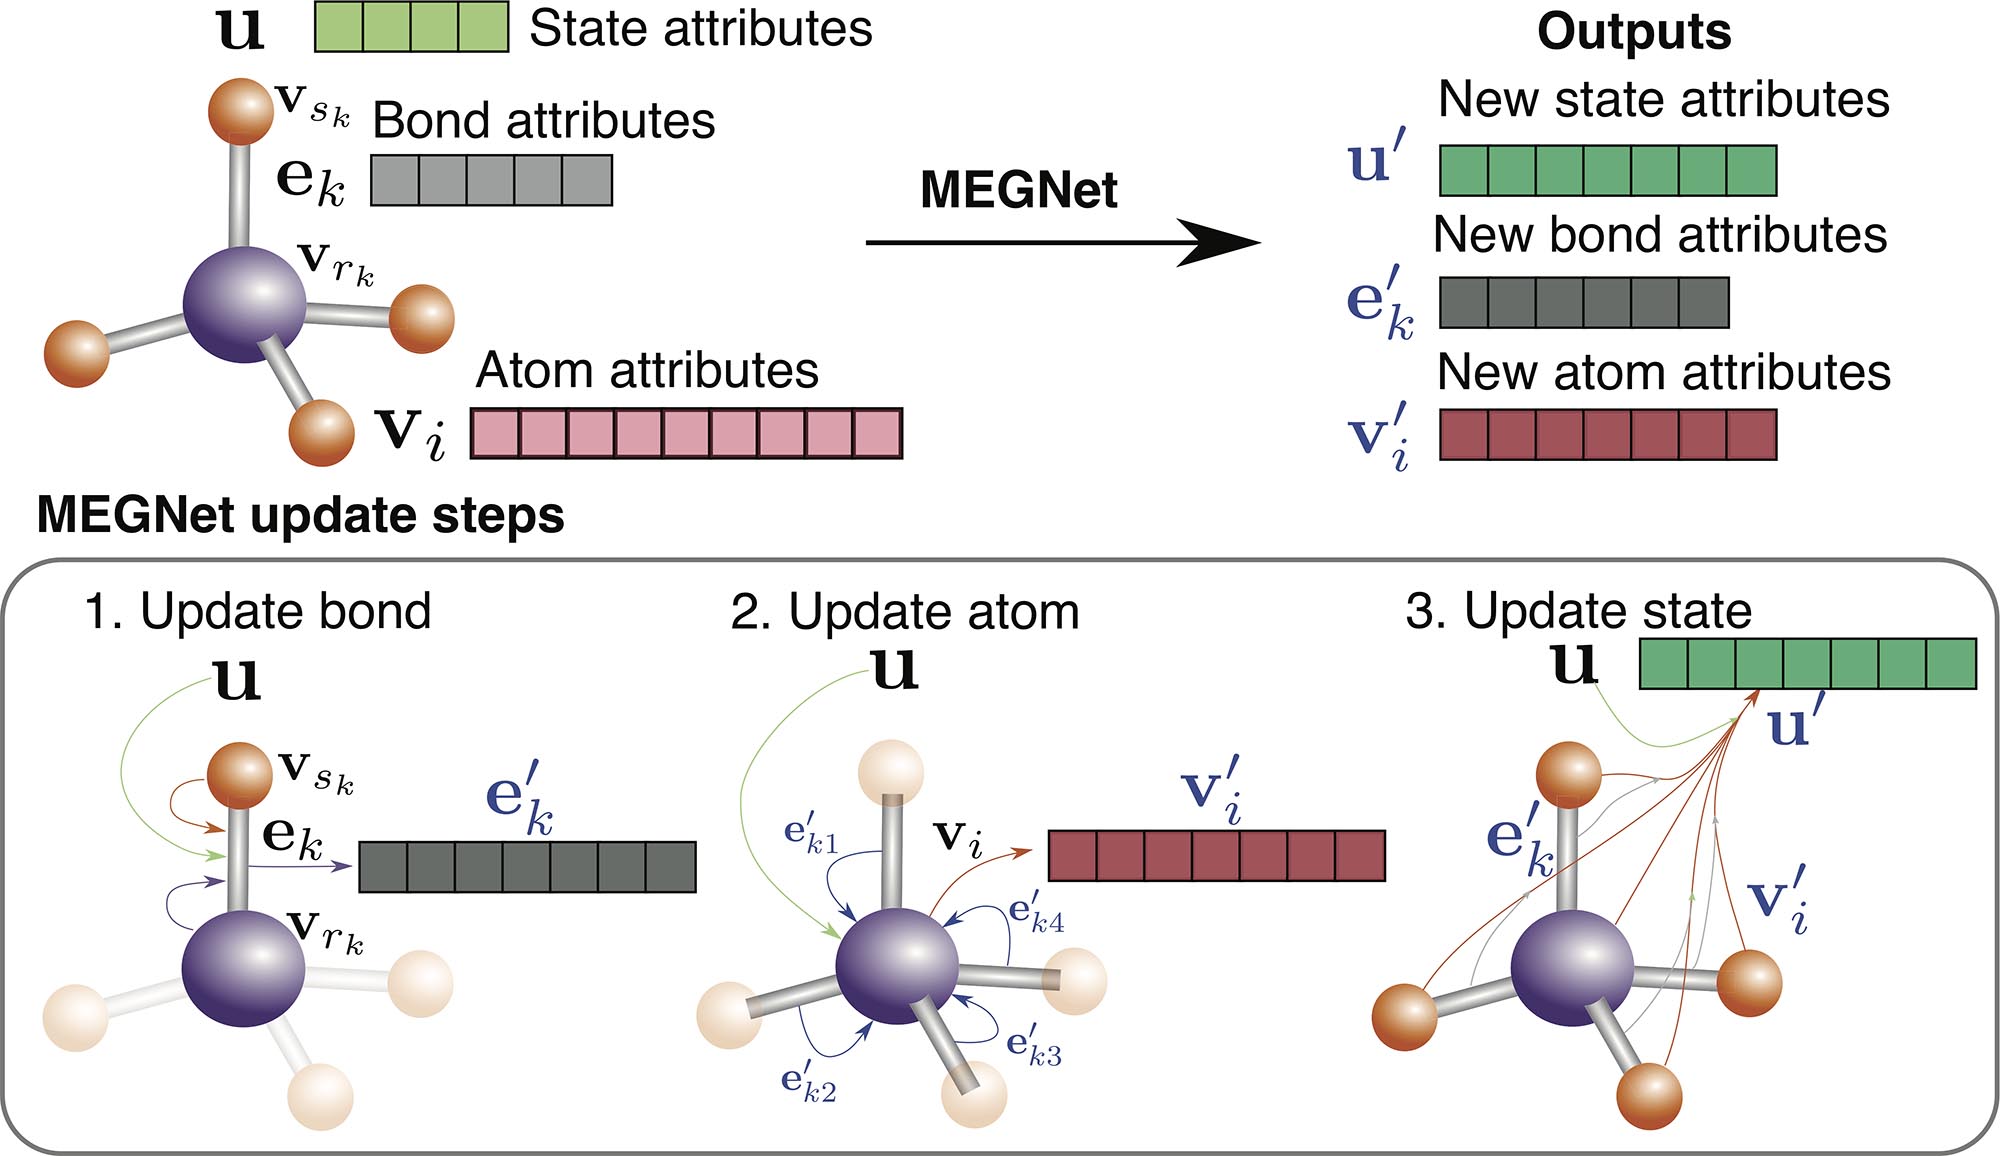 u State attributes
v_{s_k}
Bond attributes
e_k
v_{r_k}
Atom attributes
v_i
MEGNet
Outputs
New state attributes
u′
New bond attributes
e′_k
New atom attributes
v′_i
MEGNet update steps
1. Update bond
u
v_{s_k}
e_k
e′_k
v_{r_k}
2. Update atom
u
e′_{k1}
v_i
v′_i
e′_{k4}
e′_{k3}
e′_{k2}
3. Update state
u
u′
e′_k
v′_i